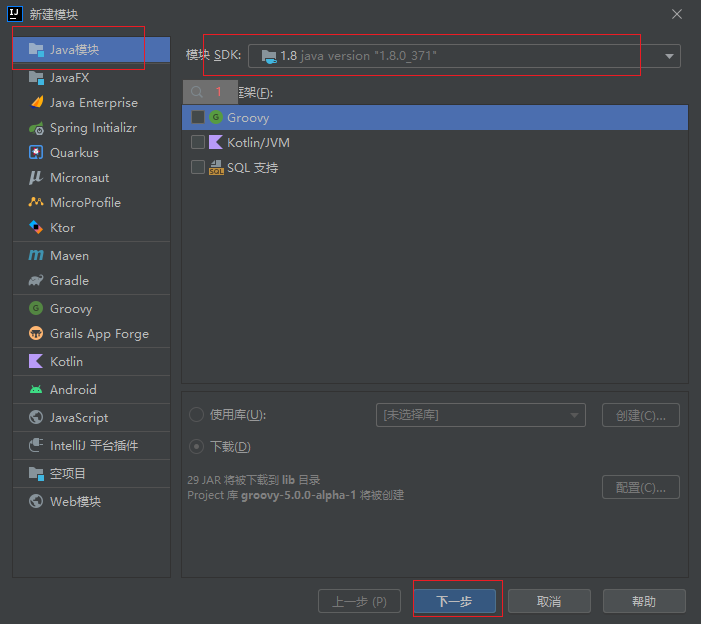 新建模块
Java模块
JavaFX
Java Enterprise
Spring Initializr
Quarkus
Micronaut
MicroProfile
Ktor
Maven
Gradle
Groovy
Grails App Forge
Kotlin
Android
JavaScript
IntelliJ 平台插件
空项目
Web模块
模块 SDK: 1.8 java version "1.8.0_371"
1 框架(F):
Groovy
Kotlin/JVM
SQL 支持
使用库(U): [未选择库] 创建(C)...
下载(D)
29 JAR 将被下载到 lib 目录
Project 库 groovy-5.0.0-alpha-1 将被创建
配置(C)...
上一步 (P) 下一步 取消 帮助